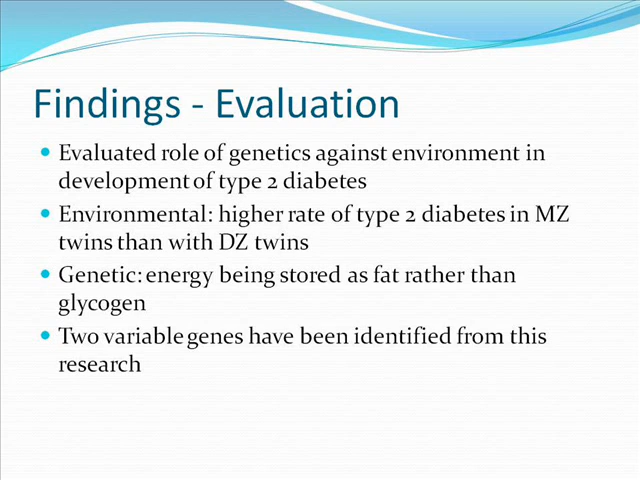 Findings - Evaluation
Evaluated role of genetics against environment in
development of type 2 diabetes
Environmental: higher rate of type 2 diabetes in MZ
twins than with DZ twins
Genetic: energy being stored as fat rather than
glycogen
Two variable genes have been identified from this
research